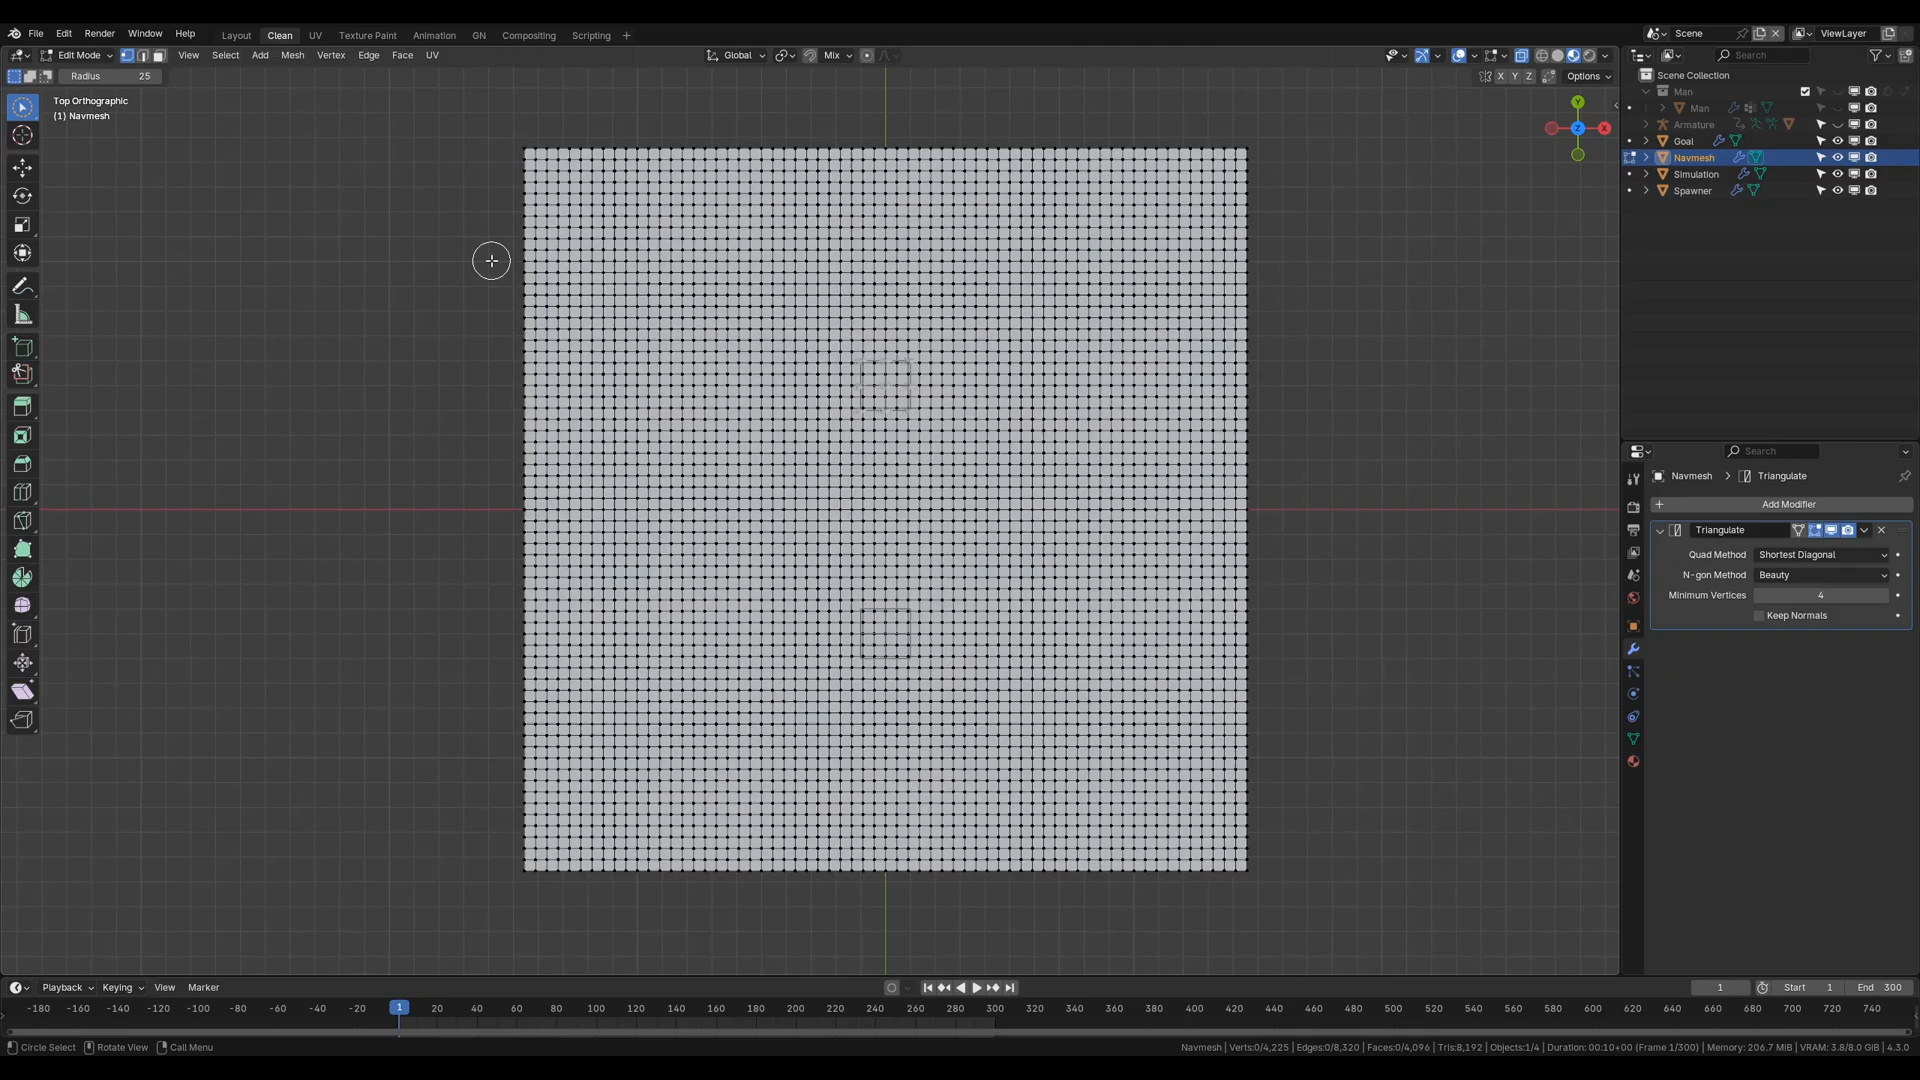 File Edit Render Window Help Layout Clean UV Texture Paint Animation GN Compositing Scripting + Scene ViewLayer
Edit Mode View Select Add Mesh Vertex Edge Face UV Global Mix Search
Radius 25 X Y Z Options
Top Orthographic
(1) Navmesh
Y
Z
X
Scene Collection
Man
Man
Armature
Goal
Navmesh
Simulation
Spawner
Search
Navmesh > Triangulate
+ Add Modifier
Triangulate
Quad Method Shortest Diagonal
N-gon Method Beauty
Minimum Vertices 4
Keep Normals
Playback Keying View Marker 1 Start 1 End 300
-180 -160 -140 -120 -100 -80 -60 -40 -20 1 20 40 60 80 100 120 140 160 180 200 220 240 260 280 300 320 340 360 380 400 420 440 460 480 500 520 540 560 580 600 620 640 660 680 700 720 740
Circle Select Rotate View Call Menu Navmesh | Verts:0/4,225 | Edges:0/8,320 | Faces:0/4,096 | Tris:8,192 | Objects:1/4 | Duration: 00:10+00 (Frame 1/300) | Memory: 206.7 MiB | VRAM: 3.8/8.0 GiB | 4.3.0